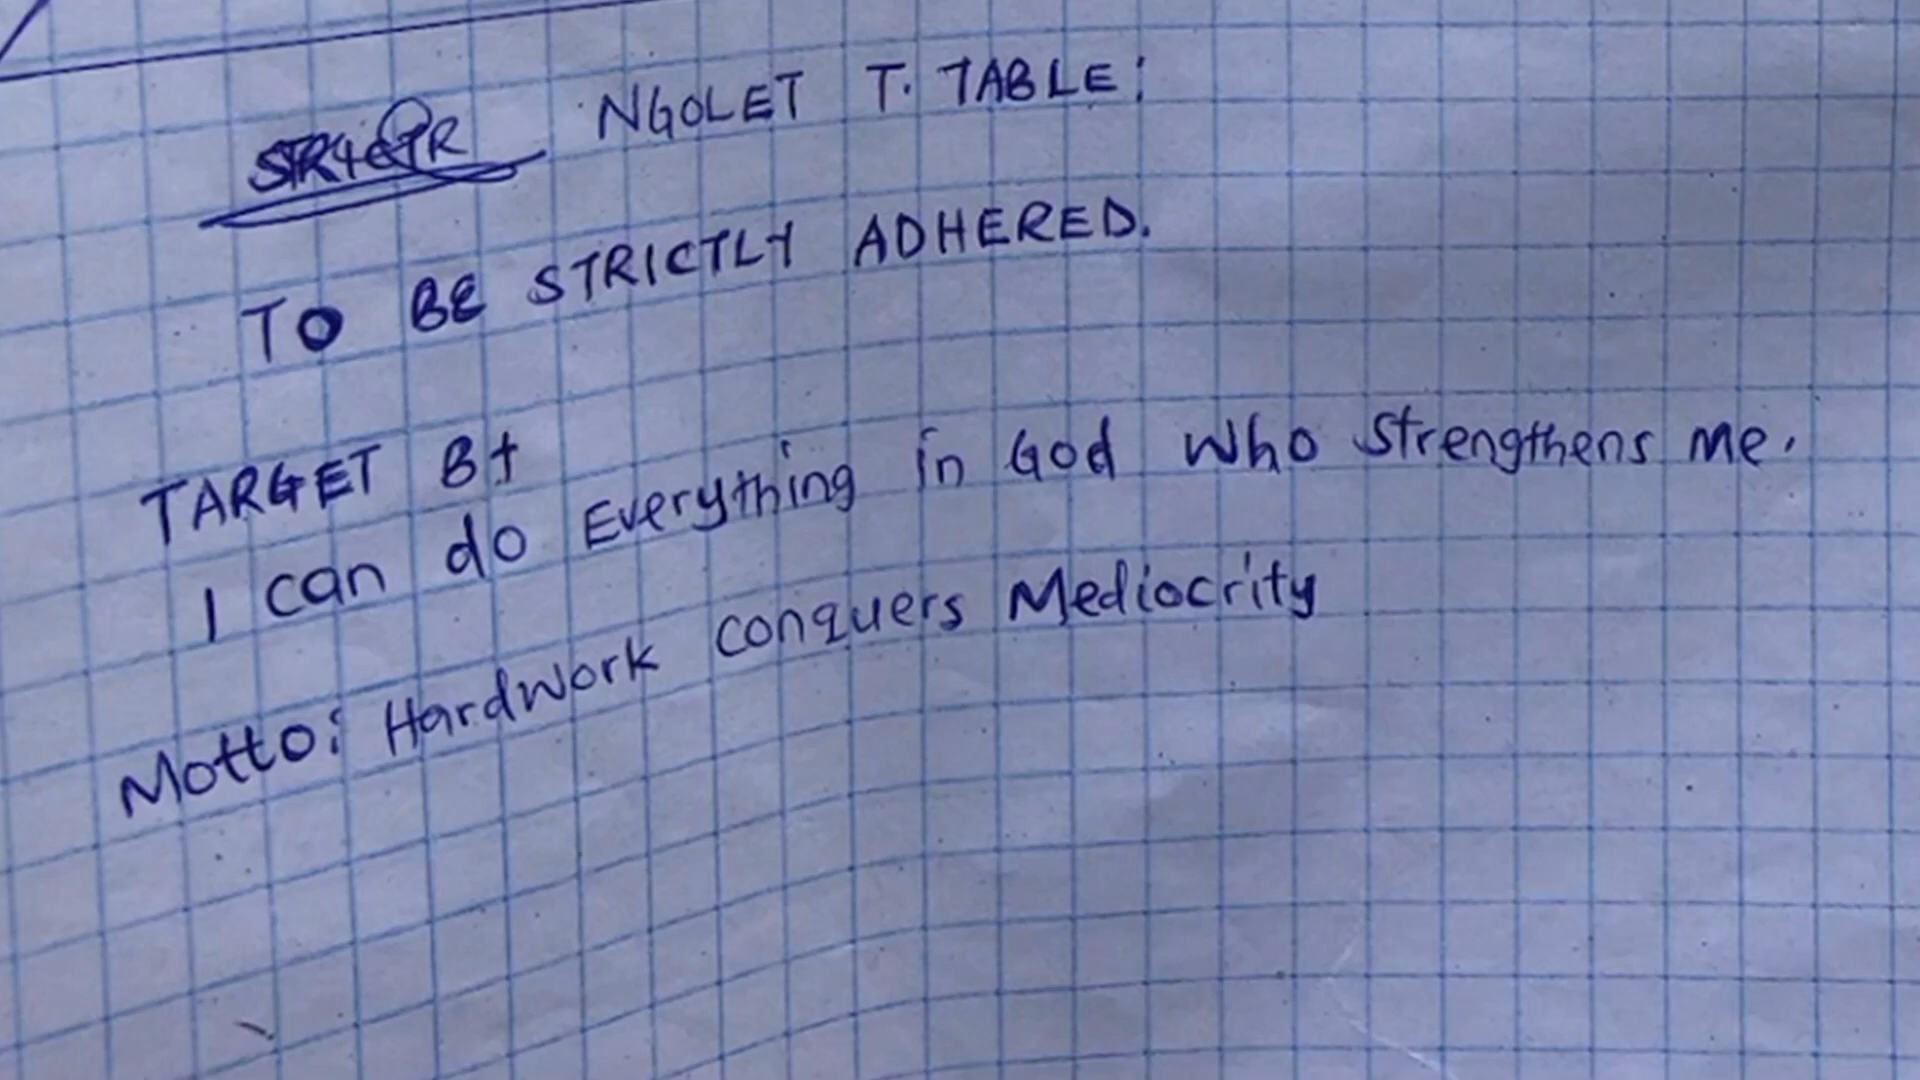 NGOLET T. TABLE:
TO BE STRICTLY ADHERED.
TARGET B+
I can do Everything in God who strengthens me.
Motto: Hardwork conquers Mediocrity